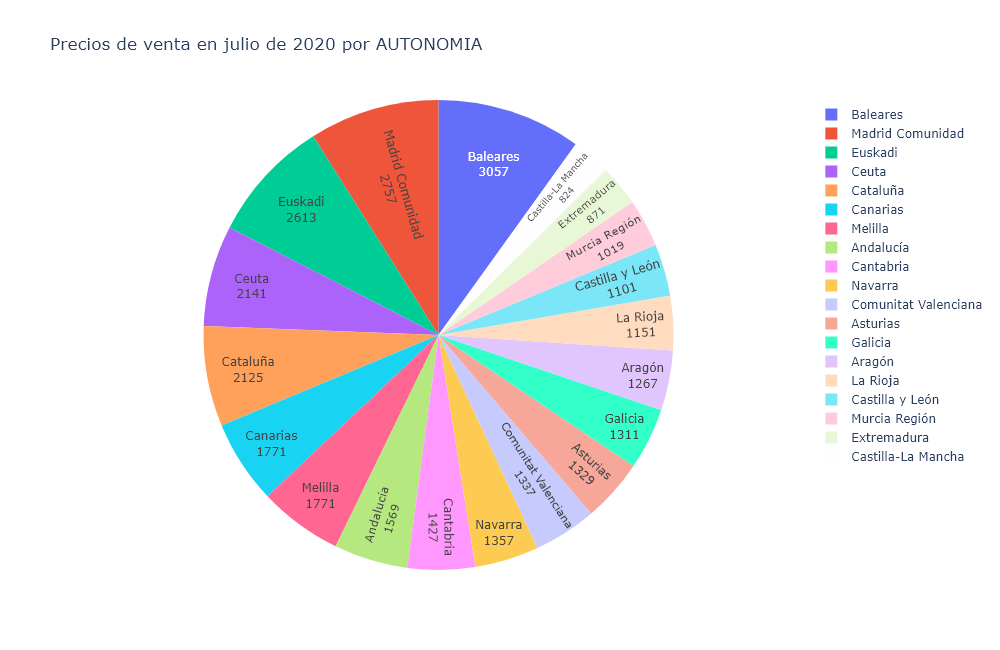 Precios de venta en julio de 2020 por AUTONOMIA
Baleares
3057
Castilla-La Mancha
824
Extremadura
871
Murcia Región
1019
Castilla y León
1101
La Rioja
1151
Aragón
1267
Galicia
1311
Asturias
1329
Comunitat Valenciana
1337
Navarra
1357
Cantabria
1427
Andalucía
1569
Melilla
1771
Canarias
1771
Cataluña
2125
Ceuta
2141
Euskadi
2613
Madrid Comunidad
2757
Baleares
Madrid Comunidad
Euskadi
Ceuta
Cataluña
Canarias
Melilla
Andalucía
Cantabria
Navarra
Comunitat Valenciana
Asturias
Galicia
Aragón
La Rioja
Castilla y León
Murcia Región
Extremadura
Castilla-La Mancha